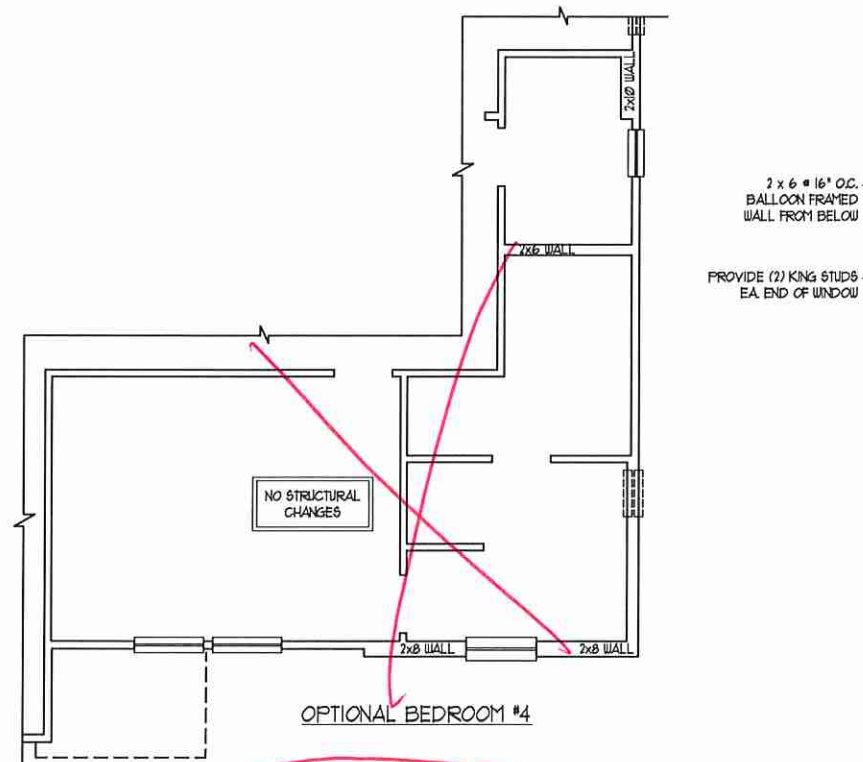 2x10 WALL
2 x 6 @ 16" O.C.
BALLOON FRAMED
WALL FROM BELOW
2x6 WALL
PROVIDE (2) KING STUDS
EA. END OF WINDOW
NO STRUCTURAL
CHANGES
2x8 WALL
2x8 WALL
OPTIONAL BEDROOM #4